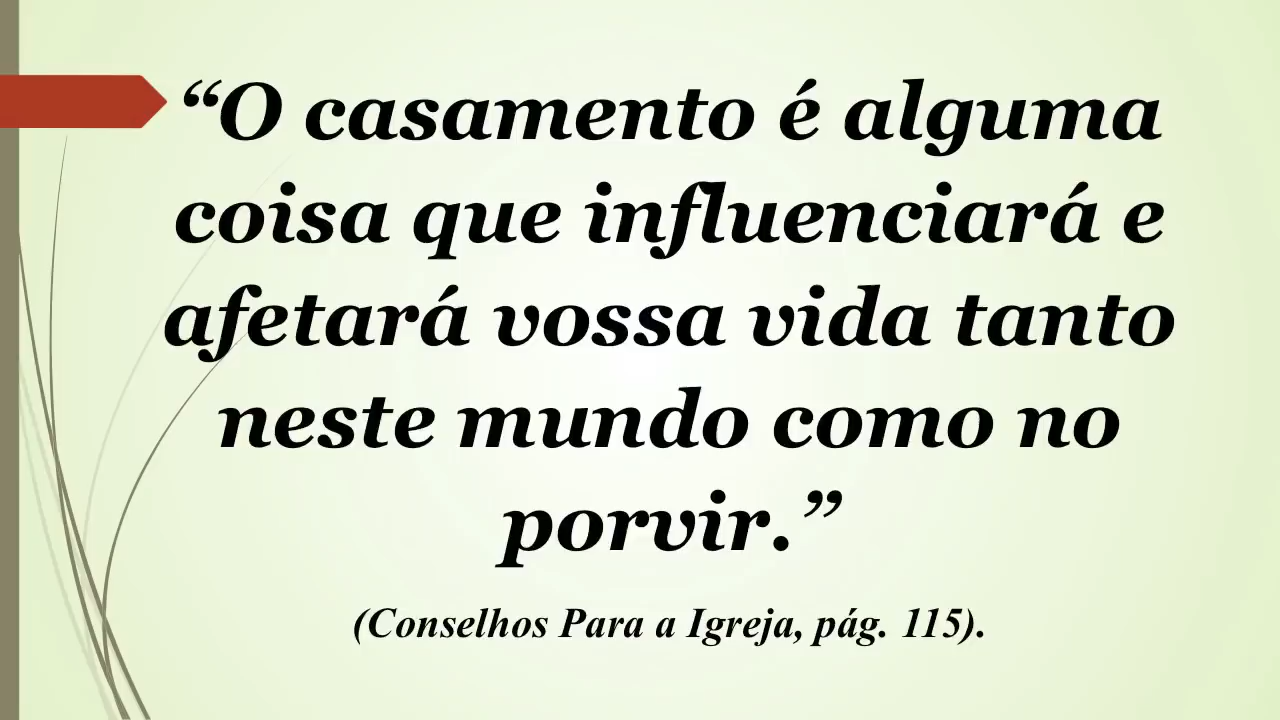 “O casamento é alguma
coisa que influenciará e
afetará vossa vida tanto
neste mundo como no
porvir.”
(Conselhos Para a Igreja, pág. 115).